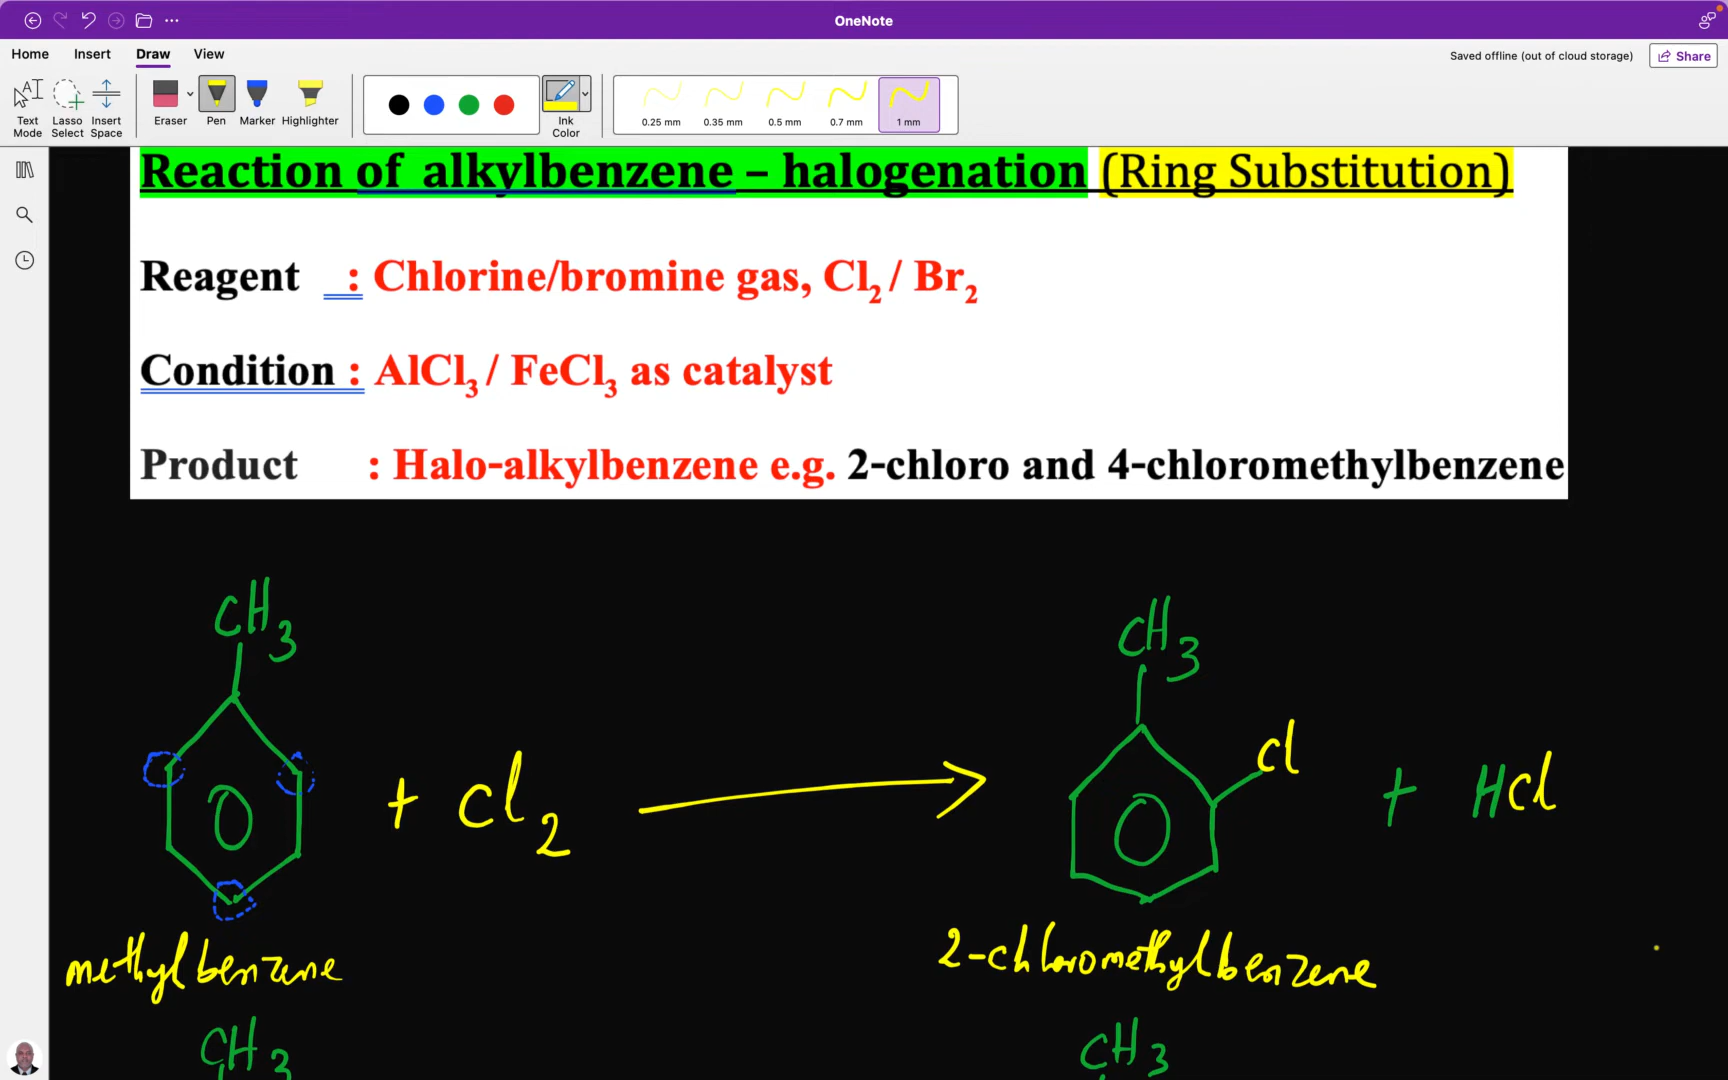 OneNote
Home Insert Draw View
Saved offline (out of cloud storage) Share
Text Mode Lasso Select Insert Space Eraser Pen Marker Highlighter Ink Color 0.25 mm 0.35 mm 0.5 mm 0.7 mm 1 mm
Reaction of alkylbenzene – halogenation (Ring Substitution)
Reagent : Chlorine/bromine gas, Cl₂ / Br₂
Condition : AlCl₃ / FeCl₃ as catalyst
Product : Halo-alkylbenzene e.g. 2-chloro and 4-chloromethylbenzene
CH₃ CH₃
+ Cl₂ Cl + HCl
methylbenzene 2-chloromethylbenzene
CH₃ CH₃